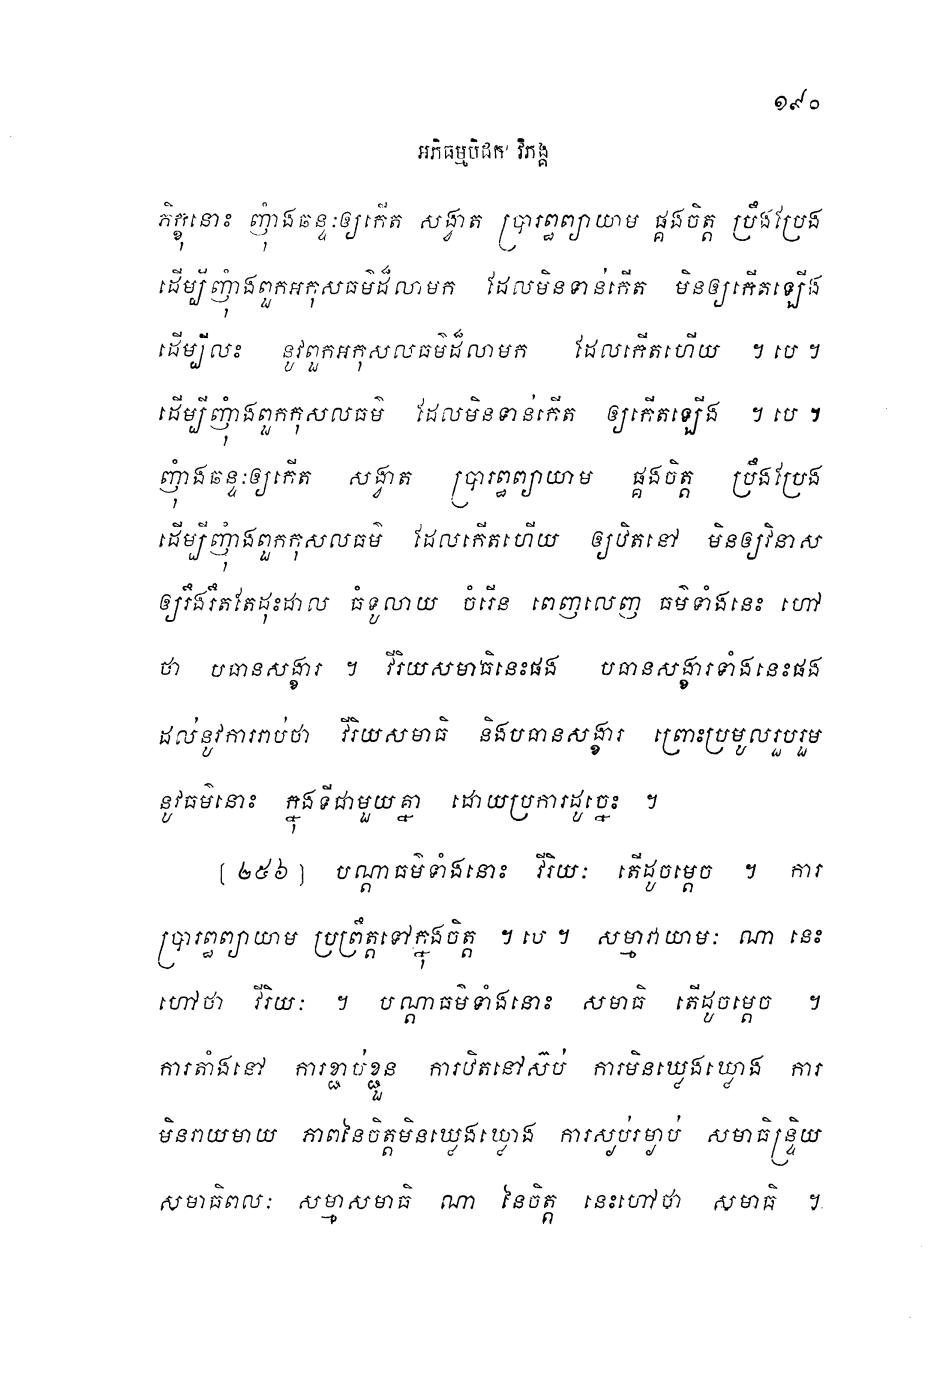 ១៩០
អភិធម្មបិដក វិភង្គ
ភិក្ខុនោះ ញុំាងឆន្ទៈឲ្យកើត សង្វាត ប្រារព្ធព្យាយាម ផ្គងចិត្ត ប្រឹងប្រែង
ដើម្បីញុំាងពួកអកុសធម៌ដ៏លាមក ដែលមិនទាន់កើត មិនឲ្យកើតឡើង
ដើម្បីលះ នូវពួកអកុសលធម៌ដ៏លាមក ដែលកើតហើយ ។ បេ ។
ដើម្បីញុំាងពួកកុសលធម៌ ដែលមិនទាន់កើត ឲ្យកើតឡើង ។ បេ ។
ញុំាងឆន្ទៈឲ្យកើត សង្វាត ប្រារព្ធព្យាយាម ផ្គងចិត្ត ប្រឹងប្រែង
ដើម្បីញុំាងពួកកុសលធម៌ ដែលកើតហើយ ឲ្យឋិតនៅ មិនឲ្យវិនាស
ឲ្យរឹងរឹតតែដុះដាល ធំទូលាយ ចំរើន ពេញលេញ ធម៌ទាំងនេះ ហៅ
ថា បធានសង្ខារ ។ វីរិយសមាធិនេះផង បធានសង្ខារទាំងនេះផង
ដល់នូវការរាប់ថា វីរិយសមាធិ និងបធានសង្ខារ ព្រោះប្រមូលរួបរួម
នូវធម៌នោះ ក្នុងទីជាមួយគ្នា ដោយប្រការដូច្នេះ ។
[២៥៦] បណ្តាធម៌ទាំងនោះ វីរិយៈ តើដូចម្តេច ។ ការ
ប្រារព្ធព្យាយាម ប្រព្រឹត្តទៅក្នុងចិត្ត ។ បេ ។ សម្មាវាយាមៈ ណា នេះ
ហៅថា វីរិយៈ ។ បណ្តាធម៌ទាំងនោះ សមាធិ តើដូចម្តេច ។
ការតាំងនៅ ការខ្ជាប់ខ្ជួន ការឋិតនៅស៊ប់ ការមិនឃ្លេងឃ្លោង ការ
មិនរាយមាយ ភាពនៃចិត្តមិនឃ្លេងឃ្លោង ការស្ងប់រម្ងាប់ សមាធិន្ទ្រិយ
សមាធិពលៈ សម្មាសមាធិ ណា នៃចិត្ត នេះហៅថា សមាធិ ។